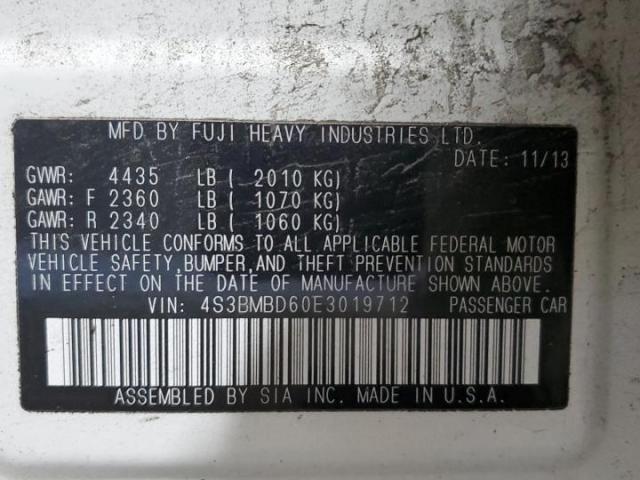 MFD BY FUJI HEAVY INDUSTRIES LTD.
DATE: 11/13
GVWR: 4435 LB ( 2010 KG)
GAWR: F 2360 LB ( 1070 KG)
GAWR: R 2340 LB ( 1060 KG)
THIS VEHICLE CONFORMS TO ALL APPLICABLE FEDERAL MOTOR
VEHICLE SAFETY, BUMPER, AND THEFT PREVENTION STANDARDS
IN EFFECT ON THE DATE OF MANUFACTURE SHOWN ABOVE.
VIN: 4S3BMBD60E3019712 PASSENGER CAR
ASSEMBLED BY SIA INC. MADE IN U.S.A.